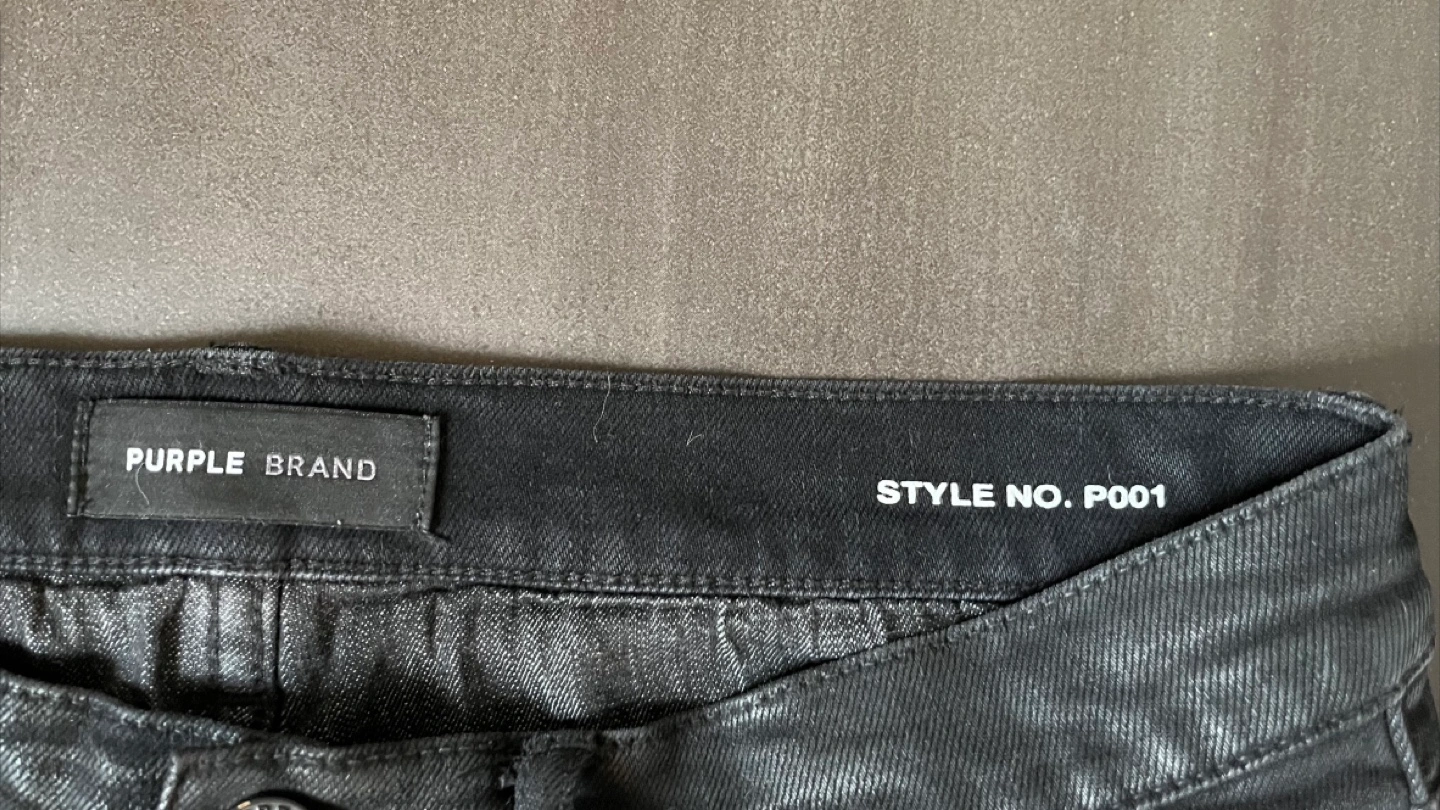 PURPLE BRAND
STYLE NO. P001